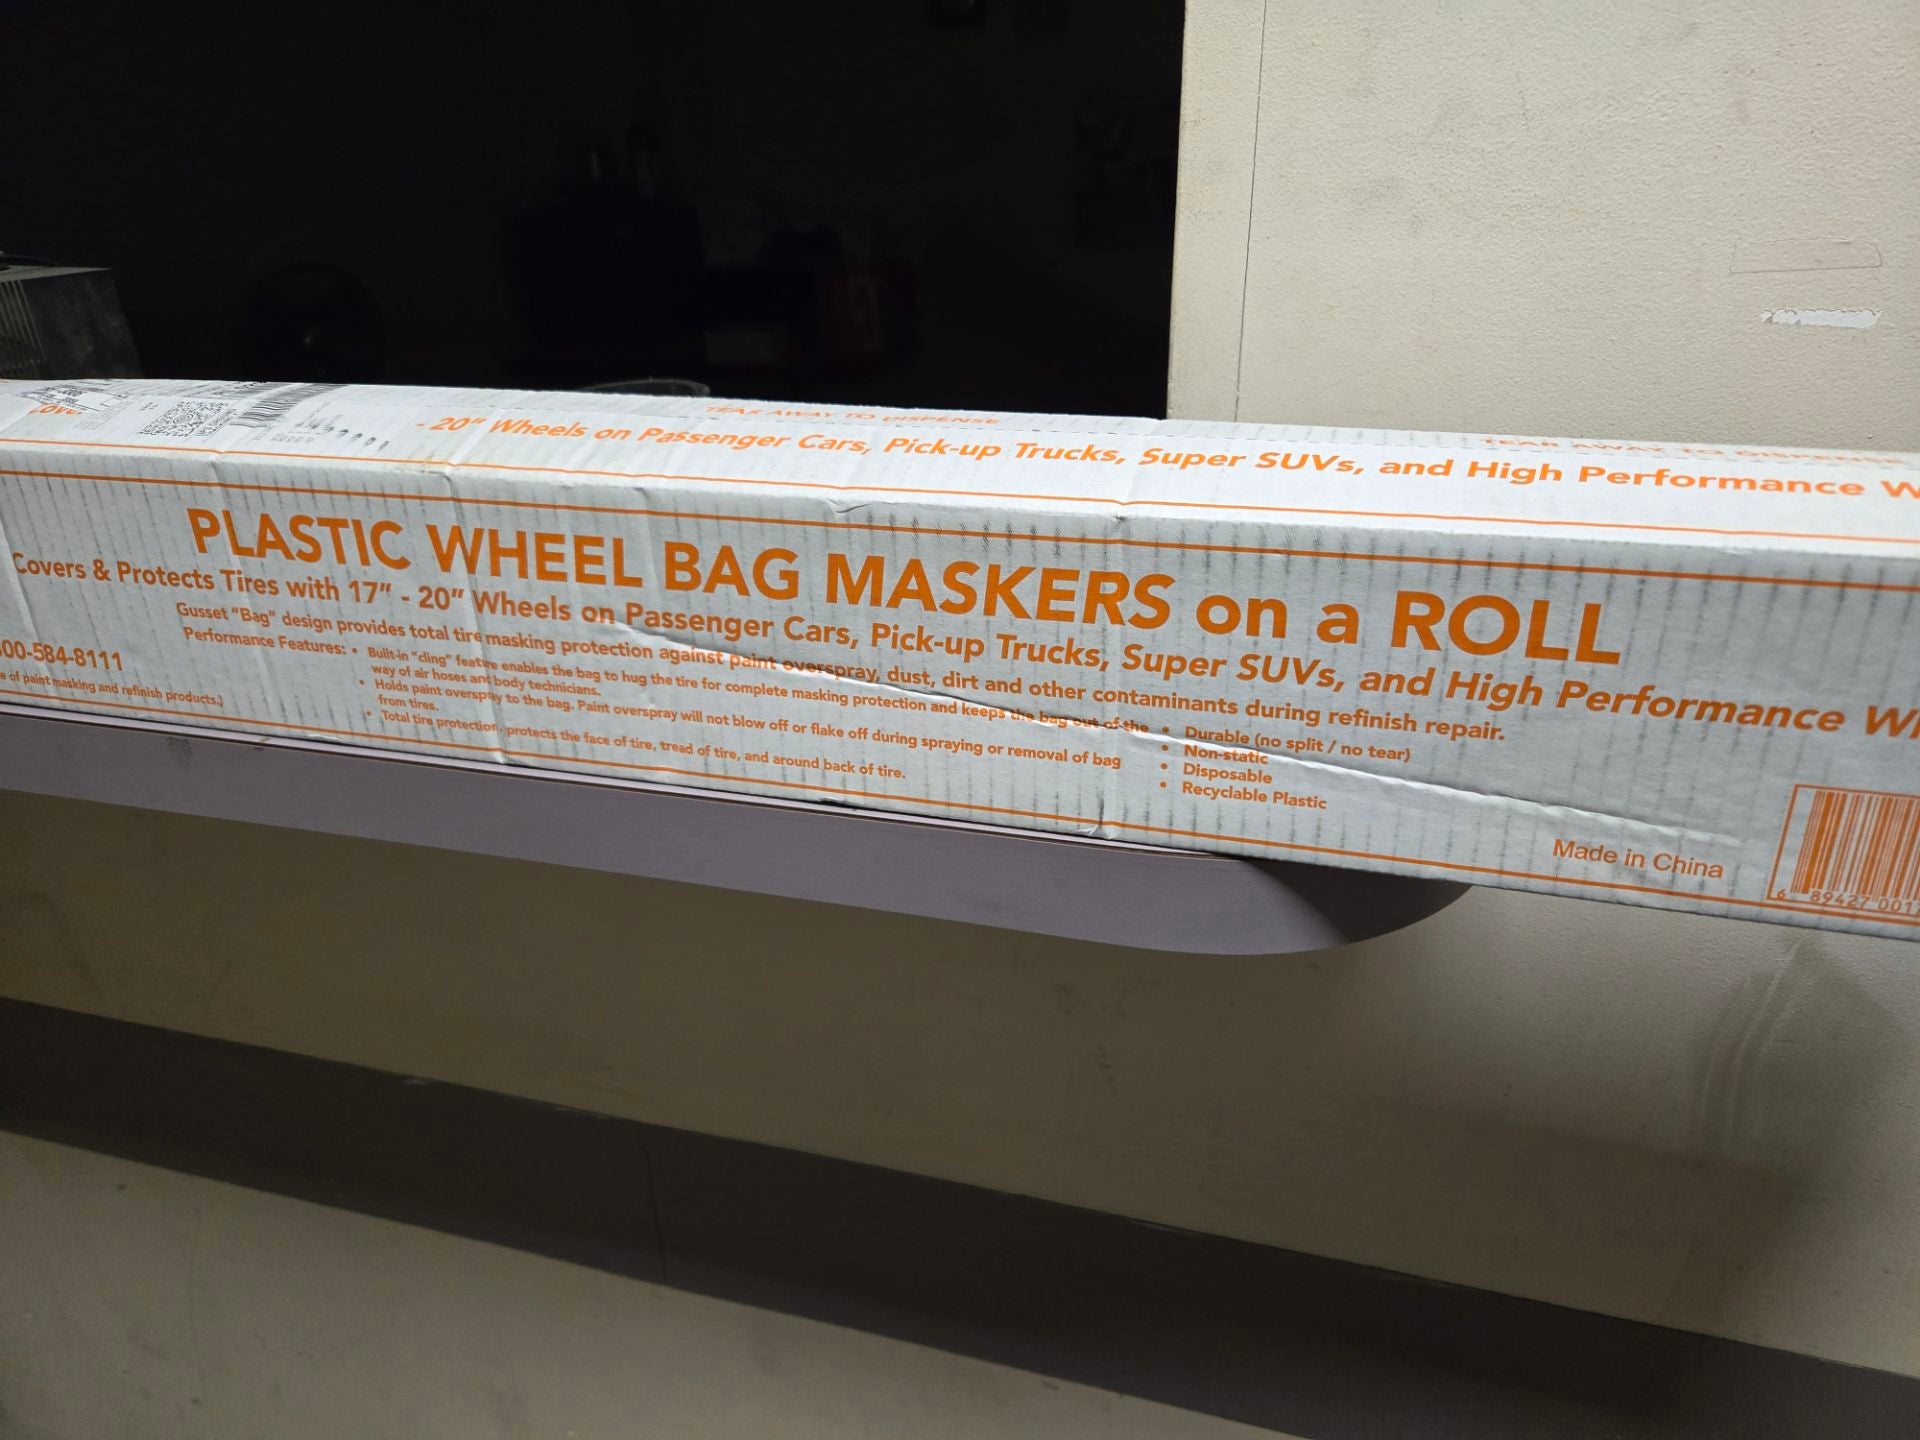 COVE
TEAR AWAY TO DISPENSE
TEAR AWAY TO DISPENSE
- 20" Wheels on Passenger Cars, Pick-up Trucks, Super SUVs, and High Performance W
PLASTIC WHEEL BAG MASKERS on a ROLL
Covers & Protects Tires with 17" - 20" Wheels on Passenger Cars, Pick-up Trucks, Super SUVs, and High Performance Wh
Gusset "Bag" design provides total tire masking protection against paint overspray, dust, dirt and other contaminants during refinish repair.
00-584-8111
e of paint masking and refinish products.)
Performance Features:
• Built-in "cling" feature enables the bag to hug the tire for complete masking protection and keeps the bag out of the
way of air hoses and body technicians.
• Holds paint overspray to the bag. Paint overspray will not blow off or flake off during spraying or removal of bag
from tires.
• Total tire protection, protects the face of tire, tread of tire, and around back of tire.
• Durable (no split / no tear)
• Non-static
• Disposable
• Recyclable Plastic
Made in China
6 89427 001